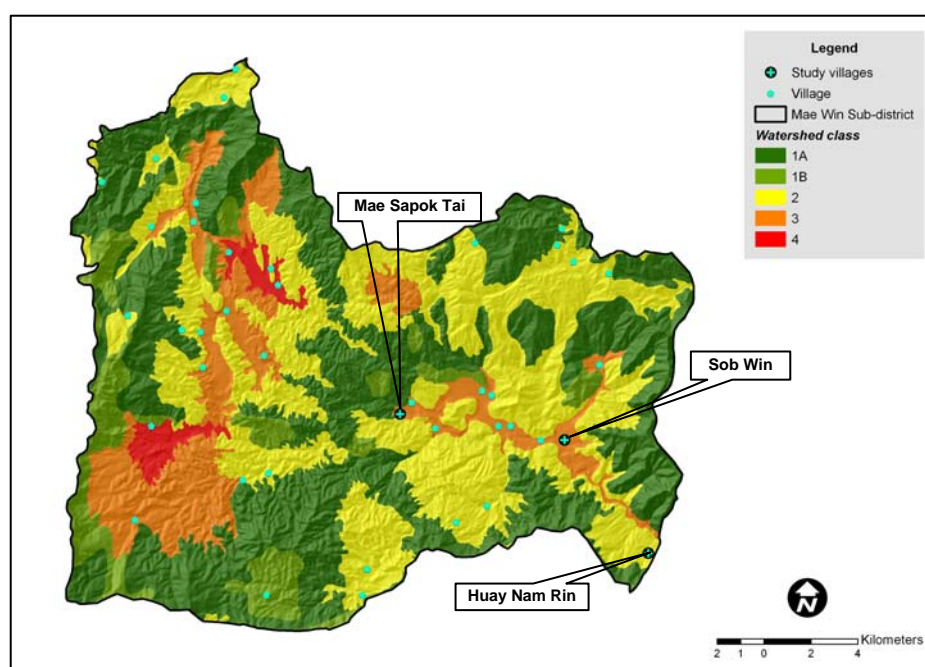 Legend
Study villages
Village
Mae Win Sub-district
Watershed class
1A
1B
2
3
4
Mae Sapok Tai
Sob Win
Huay Nam Rin
N
Kilometers
2 1 0 2 4